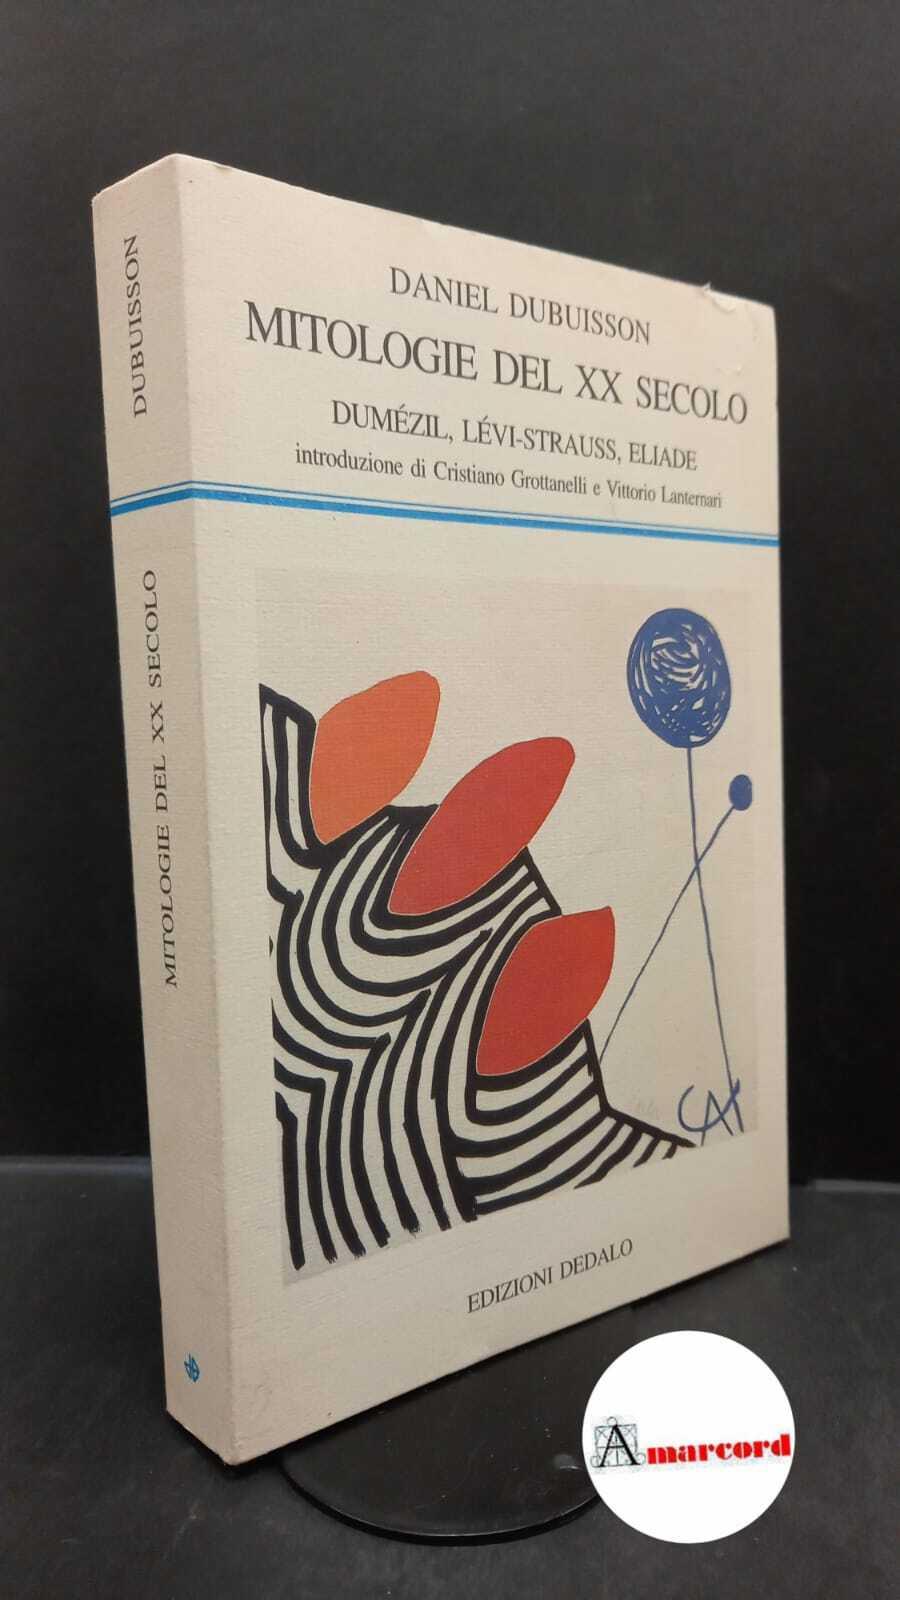 DANIEL DUBUISSON
MITOLOGIE DEL XX SECOLO
DUMÉZIL, LÉVI-STRAUSS, ELIADE
introduzione di Cristiano Grottanelli e Vittorio Lanternari
EDIZIONI DEDALO
DUBUISSON
MITOLOGIE DEL XX SECOLO
Amarcord